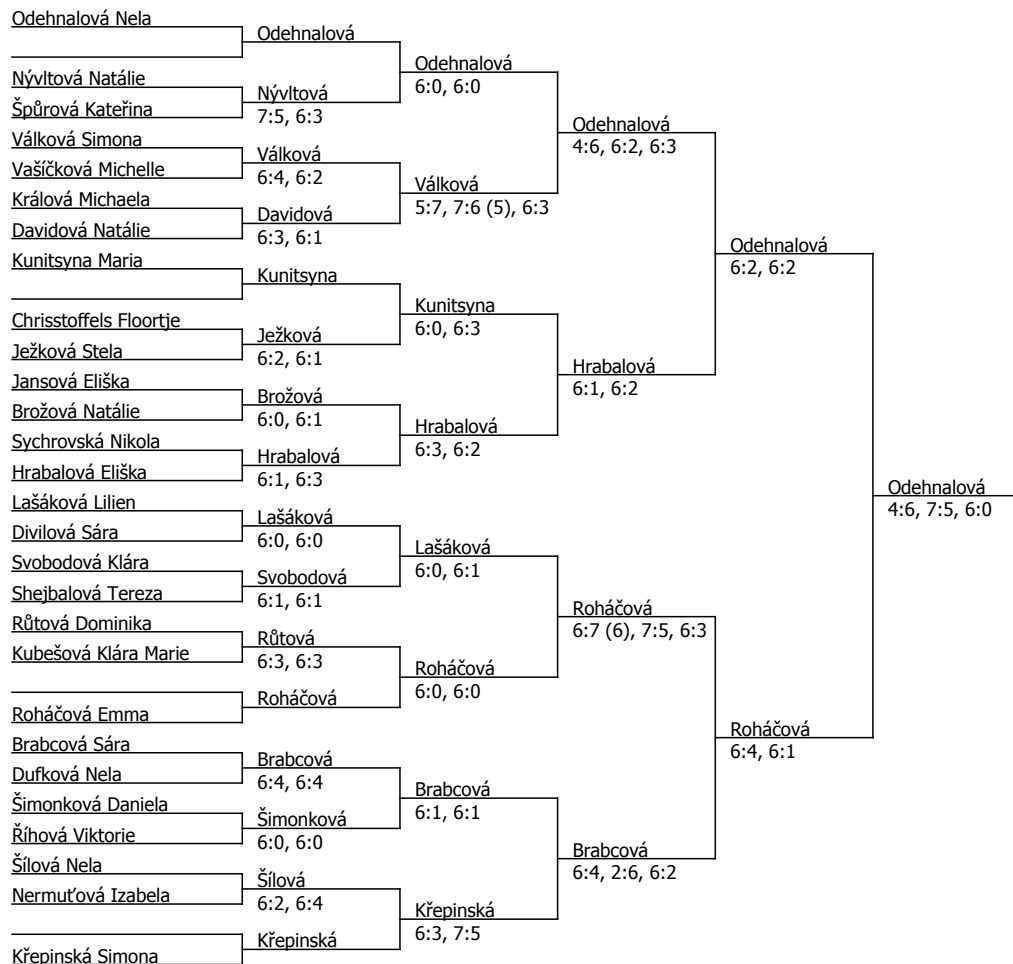 Odehnalová Nela
Nývltová Natálie
Špůrová Kateřina
Válková Simona
Vašíčková Michelle
Králová Michaela
Davidová Natálie
Kunitsyna Maria
Chrisstoffels Floortje
Ježková Stela
Jansová Eliška
Brožová Natálie
Sychrovská Nikola
Hrabalová Eliška
Lašáková Lilien
Divilová Sára
Svobodová Klára
Shejbalová Tereza
Růtová Dominika
Kubešová Klára Marie
Roháčová Emma
Brabcová Sára
Dufková Nela
Šimonková Daniela
Říhová Viktorie
Šílová Nela
Nermuťová Izabela
Křepinská Simona
Odehnalová
Nývltová
7:5, 6:3
Válková
6:4, 6:2
Davidová
6:3, 6:1
Kunitsyna
Ježková
6:2, 6:1
Brožová
6:0, 6:1
Hrabalová
6:1, 6:3
Lašáková
6:0, 6:0
Svobodová
6:1, 6:1
Růtová
6:3, 6:3
Roháčová
Brabcová
6:4, 6:4
Šimonková
6:0, 6:0
Šílová
6:2, 6:4
Křepinská
Odehnalová
6:0, 6:0
Válková
5:7, 7:6 (5), 6:3
Kunitsyna
6:0, 6:3
Hrabalová
6:3, 6:2
Lašáková
6:0, 6:1
Roháčová
6:0, 6:0
Brabcová
6:1, 6:1
Křepinská
6:3, 7:5
Odehnalová
4:6, 6:2, 6:3
Hrabalová
6:1, 6:2
Roháčová
6:7 (6), 7:5, 6:3
Brabcová
6:4, 2:6, 6:2
Odehnalová
6:2, 6:2
Roháčová
6:4, 6:1
Odehnalová
4:6, 7:5, 6:0